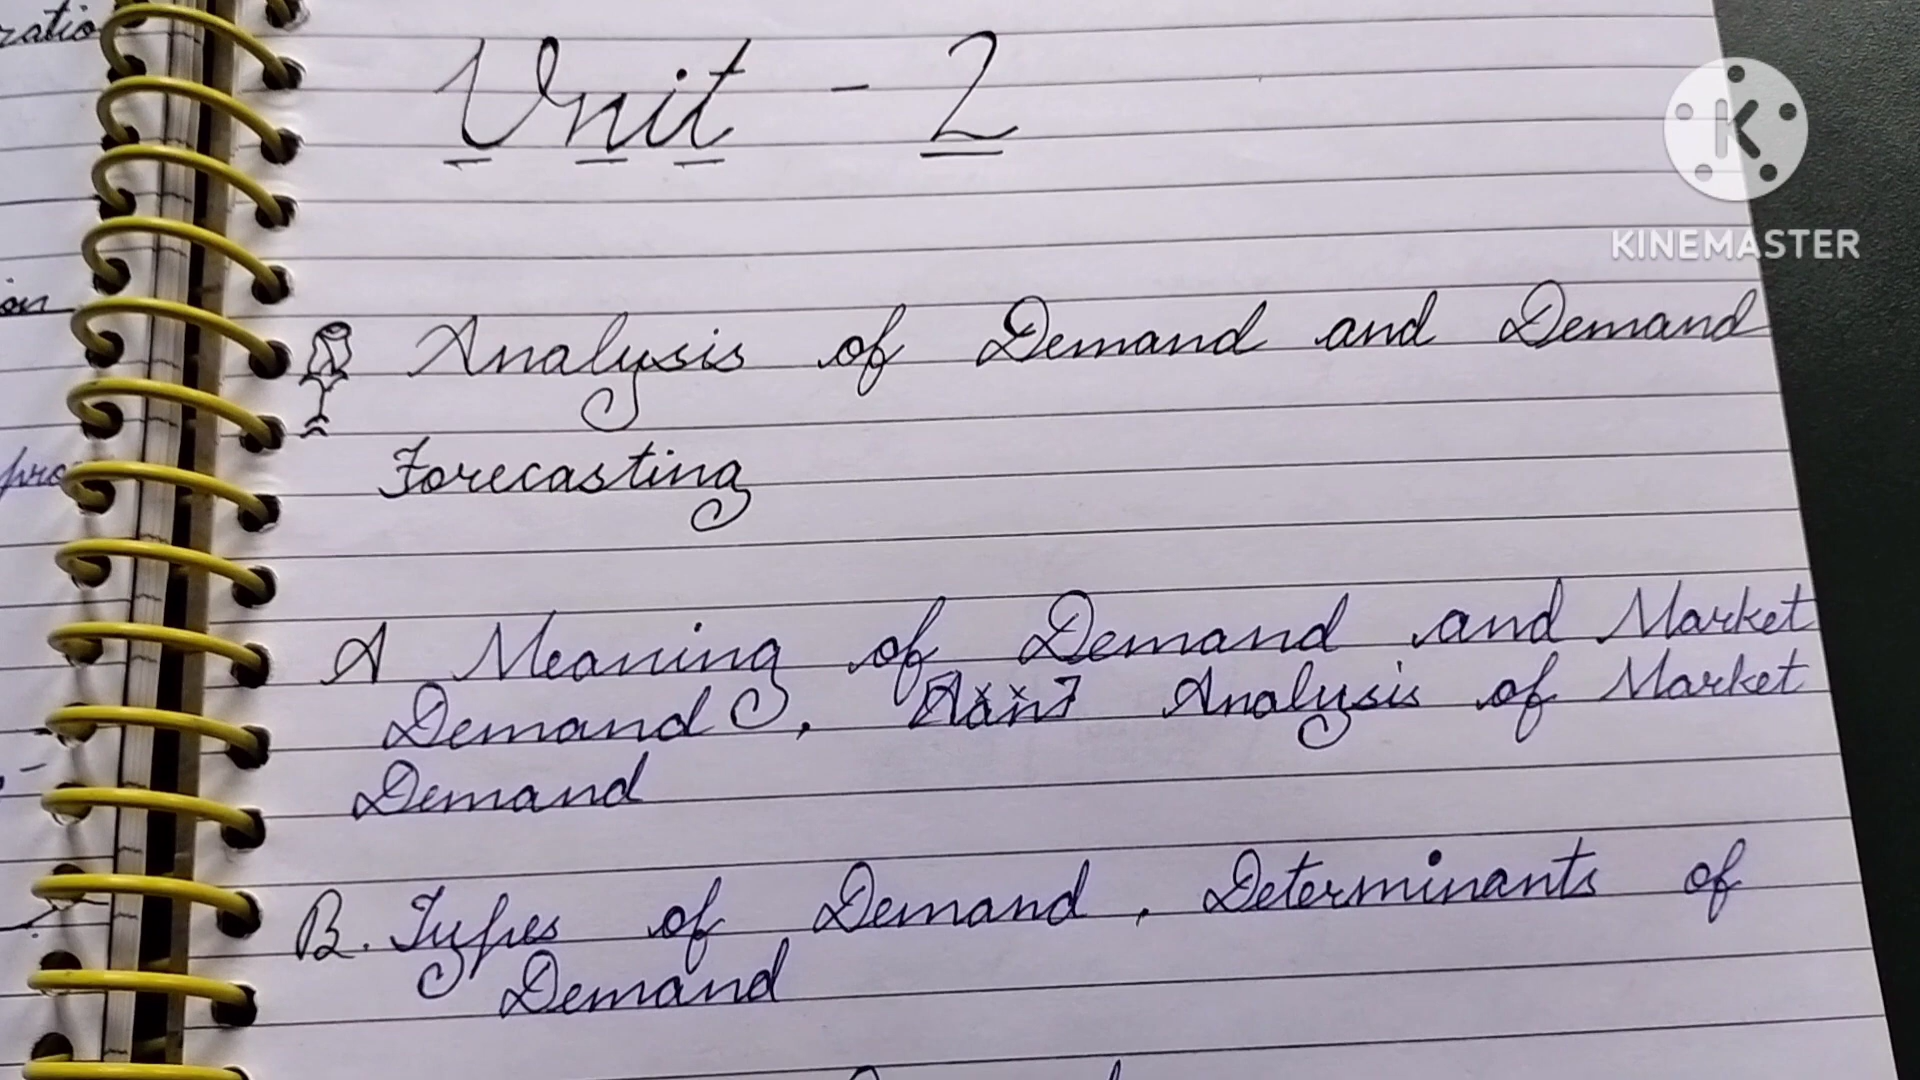 Unit - 2
Analysis of Demand and Demand
Forecasting
A Meaning of Demand and Market
Demand, Analysis of Market
Demand
B. Types of Demand, Determinants of
Demand
K
KINEMASTER